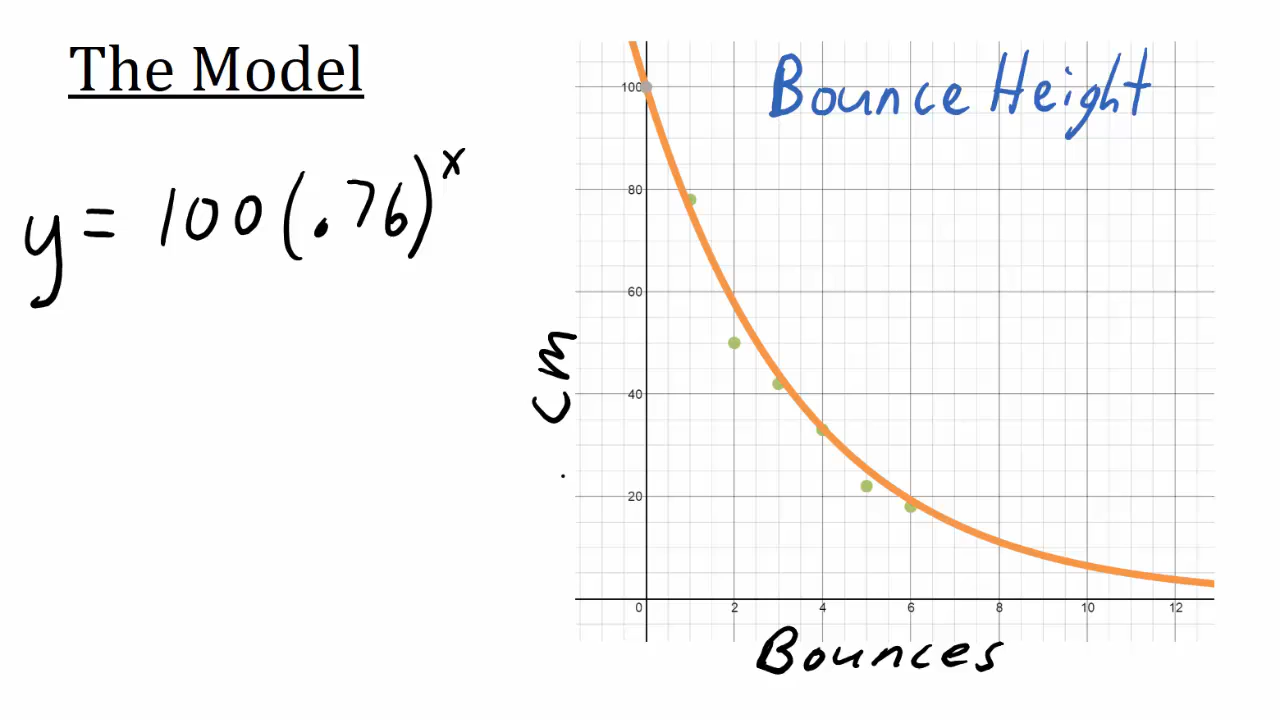 The Model
y = 100(.76)^x
Bounce Height
100
80
60
40
20
cm
0 2 4 6 8 10 12
Bounces